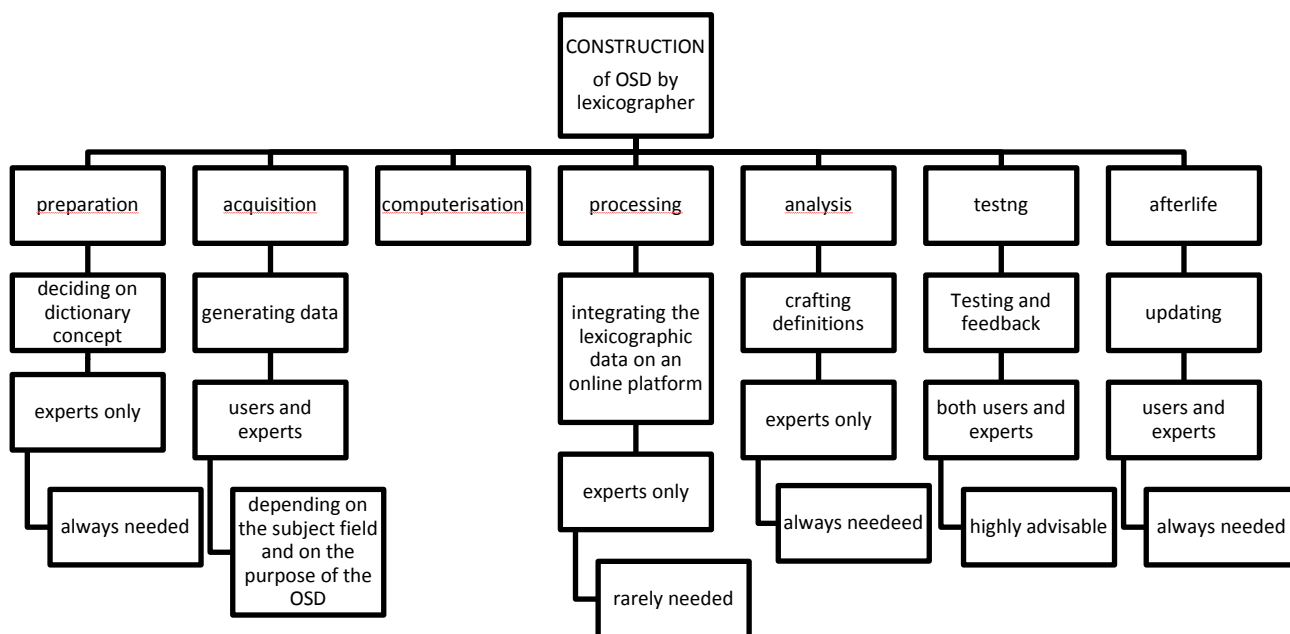 CONSTRUCTION
of OSD by
lexicographer
preparation
acquisition
computerisation
processing
analysis
testng
afterlife
deciding on
dictionary
concept
generating data
integrating the
lexicographic
data on an
online platform
crafting
definitions
Testing and
feedback
updating
experts only
users and
experts
experts only
experts only
both users and
experts
users and
experts
always needed
depending on
the subject field
and on the
purpose of the
OSD
rarely needed
always needeed
highly advisable
always needed